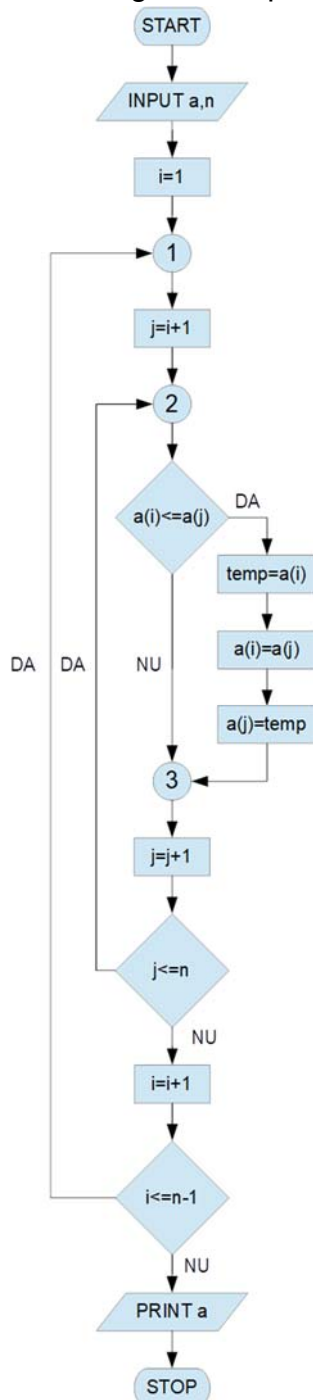 START
INPUT a,n
i=1
1
j=i+1
2
a(i)<=a(j)
DA
temp=a(i)
a(i)=a(j)
a(j)=temp
DA
DA
NU
3
j=j+1
j<=n
NU
i=i+1
i<=n-1
NU
PRINT a
STOP